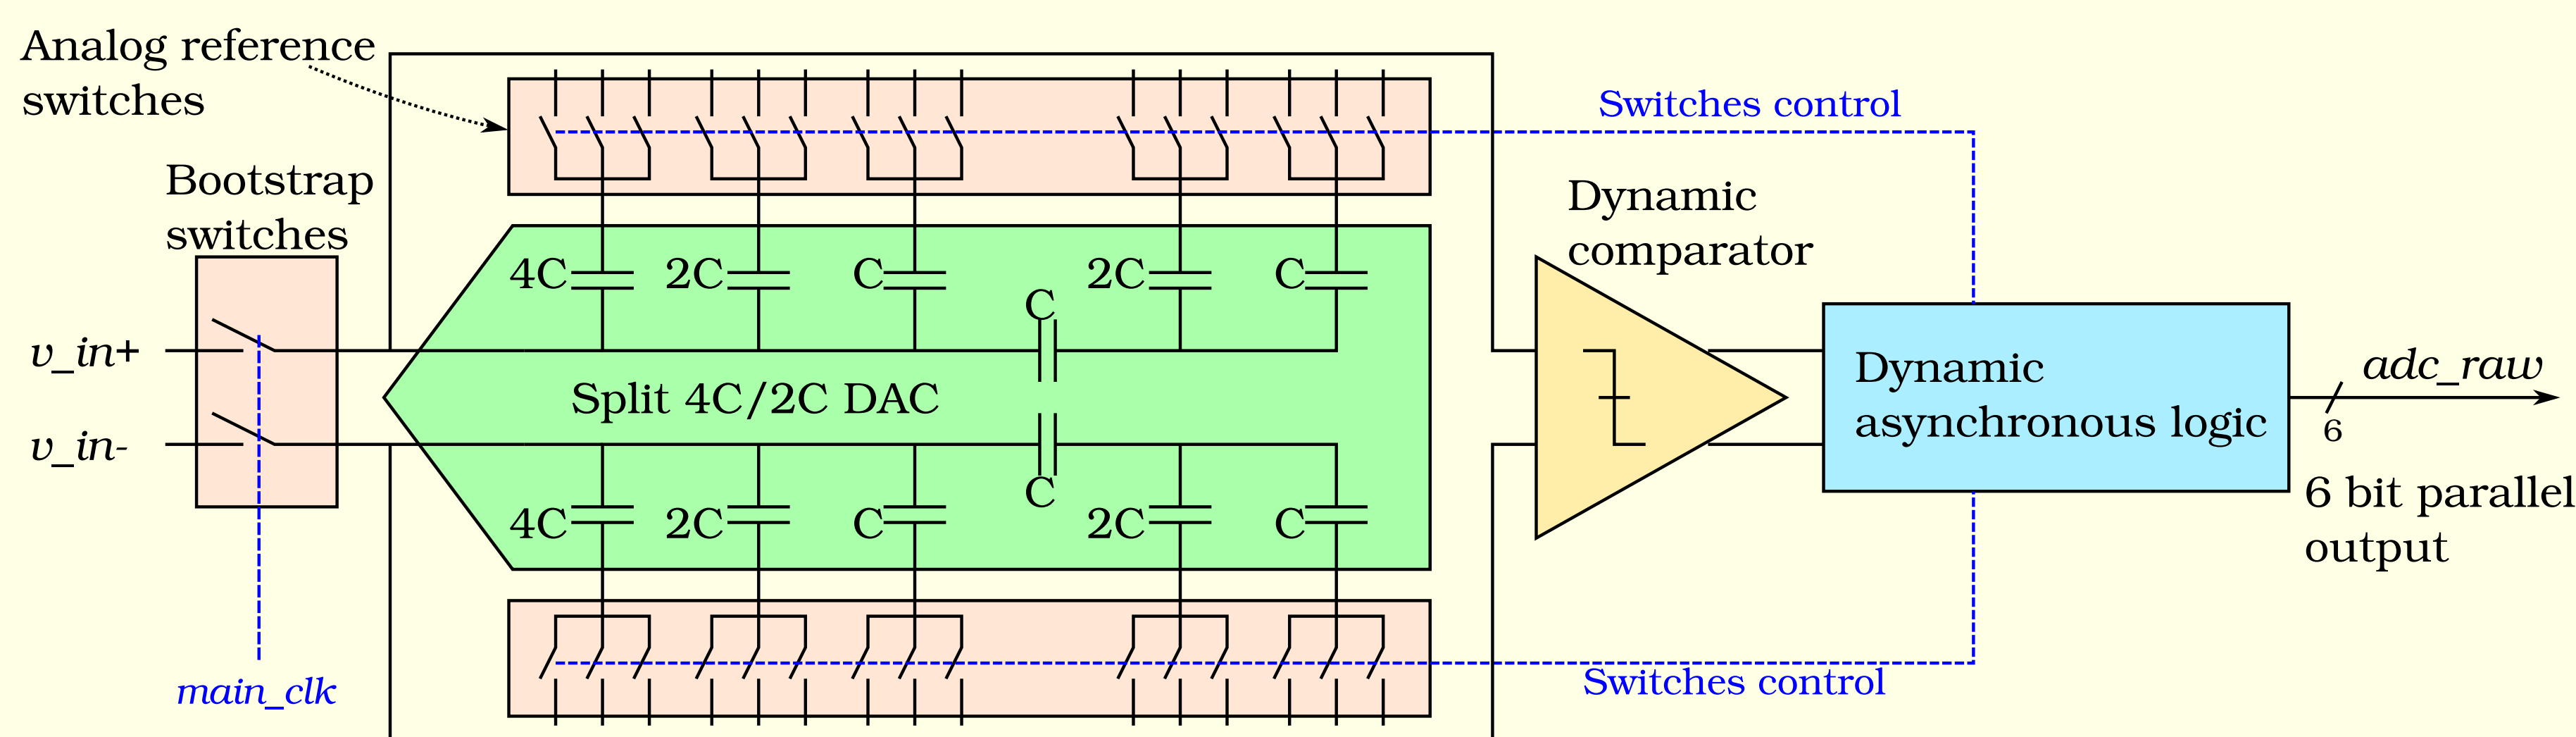 Analog reference
switches
Switches control
Bootstrap
switches
Dynamic
comparator
4C
2C
C
2C
C
C
v_in+
Split 4C/2C DAC
Dynamic
asynchronous logic
adc_raw
6
v_in-
C
4C
2C
C
2C
C
6 bit parallel
output
main_clk
Switches control